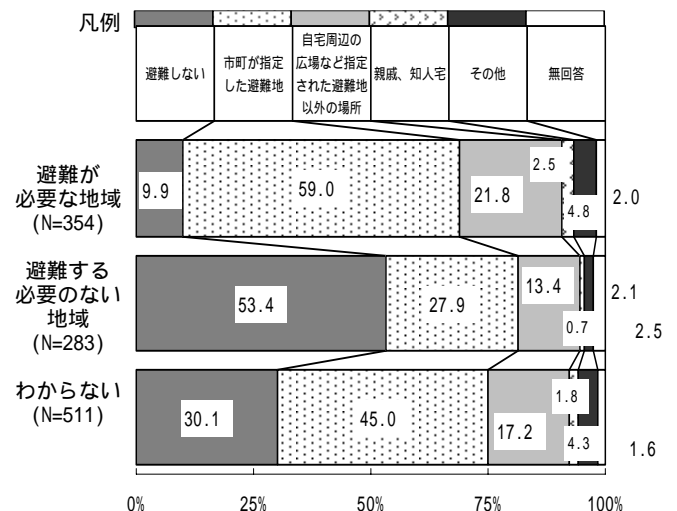 凡例
避難しない
市町が指定
した避難地
自宅周辺の
広場など指定
された避難地
以外の場所
親戚、知人宅
その他
無回答
避難が
必要な地域
(N=354)
9.9
59.0
21.8
2.5
4.8
2.0
避難する
必要のない
地域
(N=283)
53.4
27.9
13.4
0.7
2.1
2.5
わからない
(N=511)
30.1
45.0
17.2
1.8
4.3
1.6
0%
25%
50%
75%
100%